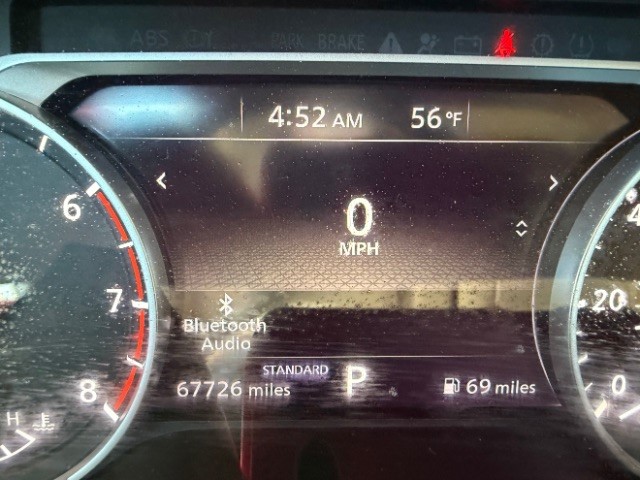 ABS
PARK BRAKE
4:52 AM 56°F
0
MPH
Bluetooth
Audio
STANDARD
67726 miles P 69 miles
6
7
8
H
4
20
0